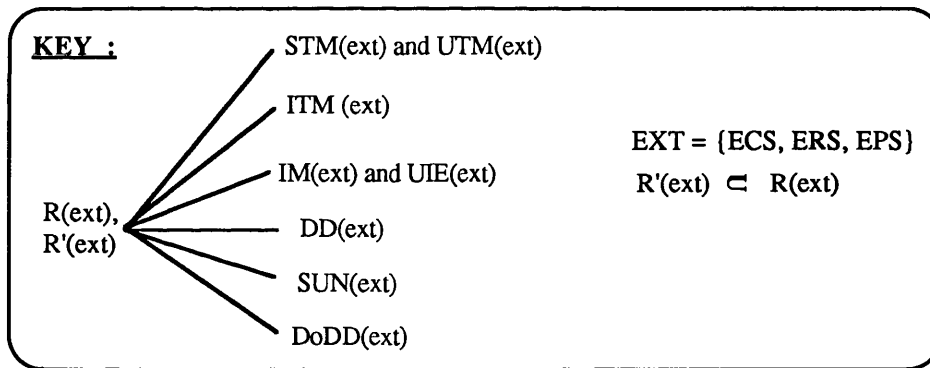 KEY :
STM(ext) and UTM(ext)
ITM (ext)
IM(ext) and UIE(ext)
DD(ext)
SUN(ext)
DoDD(ext)
R(ext),
R'(ext)
EXT = {ECS, ERS, EPS}
R'(ext) ⊂ R(ext)